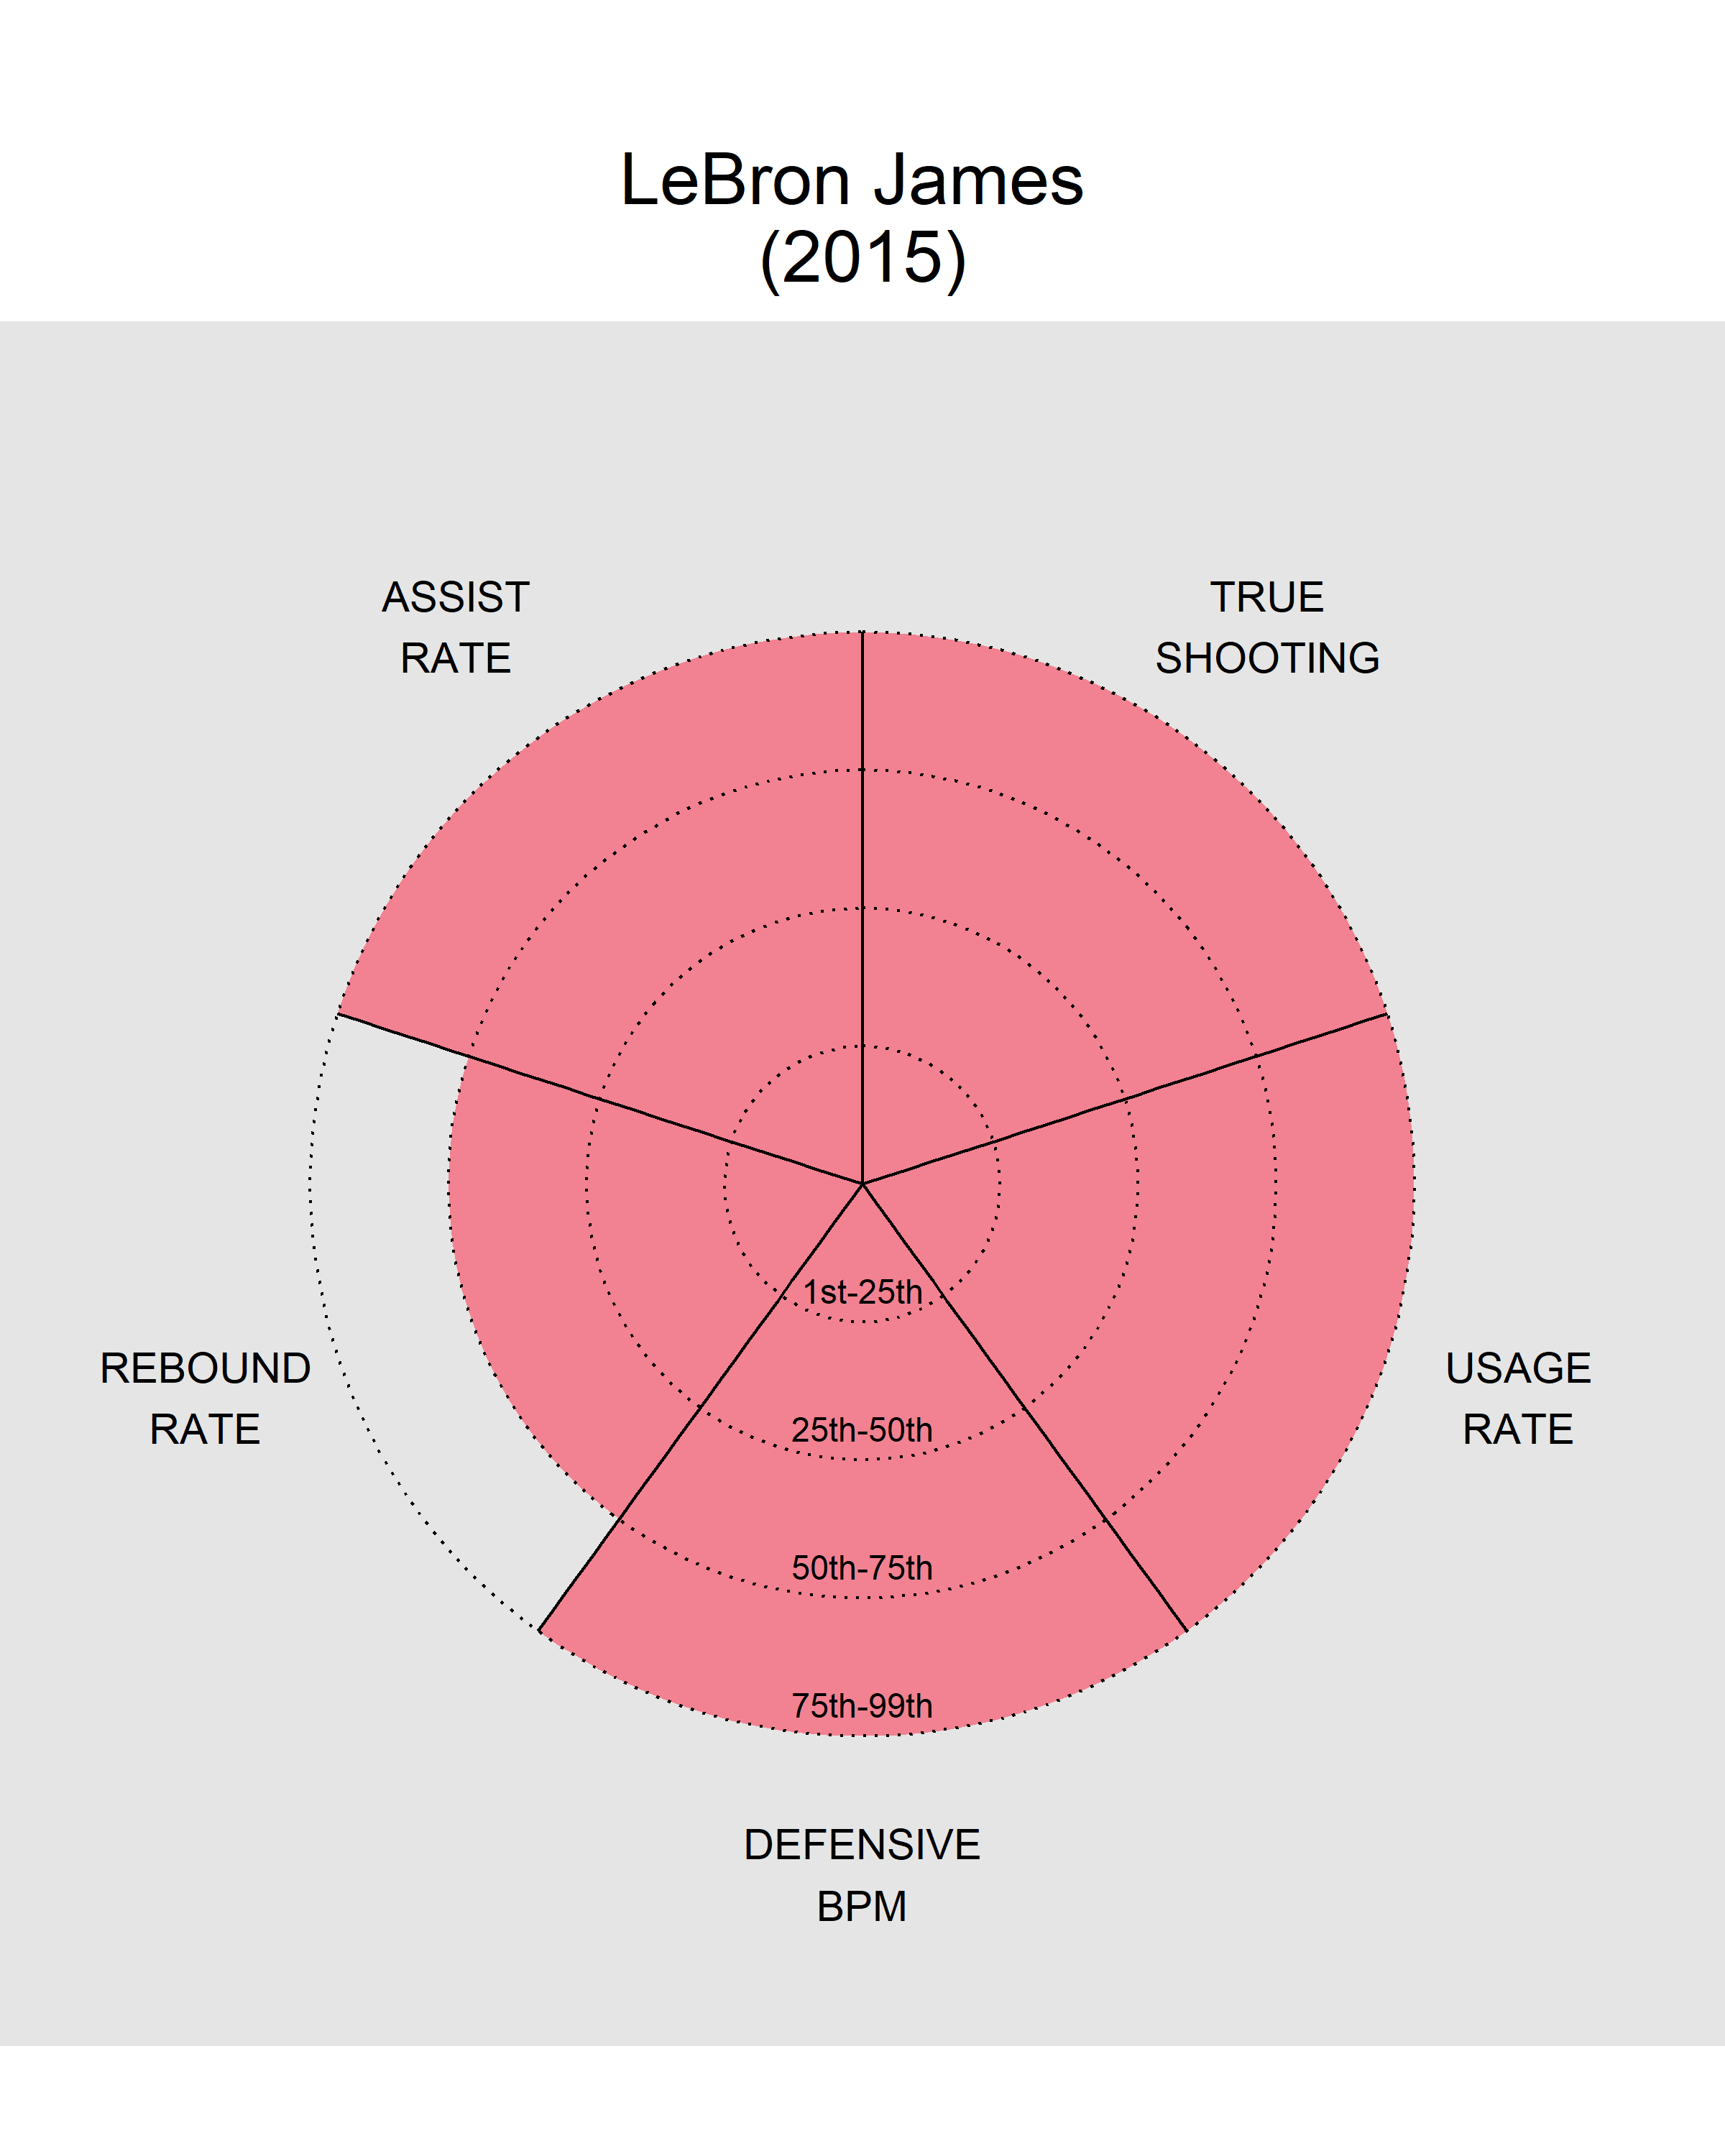 LeBron James
(2015)
ASSIST
RATE
TRUE
SHOOTING
1st-25th
REBOUND
RATE
USAGE
RATE
25th-50th
50th-75th
75th-99th
DEFENSIVE
BPM